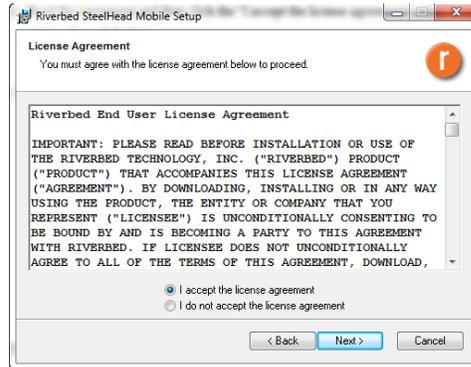 Riverbed SteelHead Mobile Setup
License Agreement
You must agree with the license agreement below to proceed.
r
Riverbed End User License Agreement
IMPORTANT: PLEASE READ BEFORE INSTALLATION OR USE OF
THE RIVERBED TECHNOLOGY, INC. ("RIVERBED") PRODUCT
("PRODUCT") THAT ACCOMPANIES THIS LICENSE AGREEMENT
("AGREEMENT"). BY DOWNLOADING, INSTALLING OR IN ANY WAY
USING THE PRODUCT, THE ENTITY OR COMPANY THAT YOU
REPRESENT ("LICENSEE") IS UNCONDITIONALLY CONSENTING TO
BE BOUND BY AND IS BECOMING A PARTY TO THIS AGREEMENT
WITH RIVERBED. IF LICENSEE DOES NOT UNCONDITIONALLY
AGREE TO ALL OF THE TERMS OF THIS AGREEMENT, DOWNLOAD,
I accept the license agreement
I do not accept the license agreement
< Back
Next >
Cancel